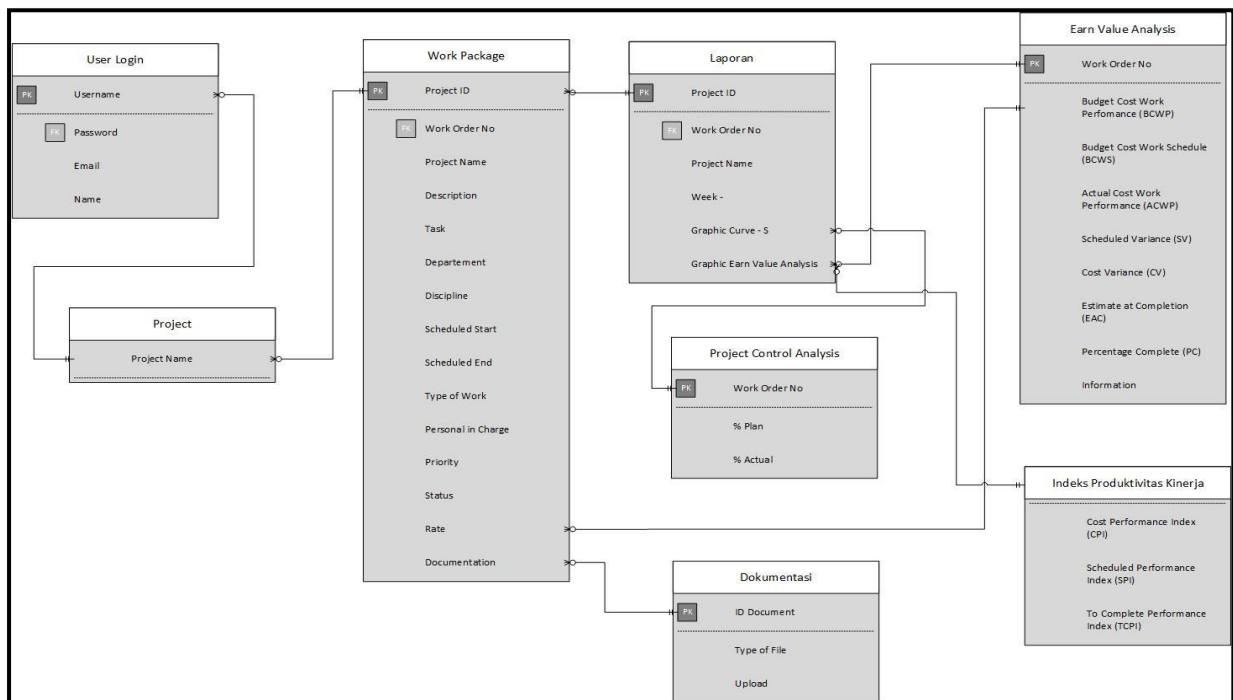 User Login
PK Username
FK Password
Email
Name
Project
Project Name
Work Package
PK Project ID
FK Work Order No
Project Name
Description
Task
Departement
Discipline
Scheduled Start
Scheduled End
Type of Work
Personal in Charge
Priority
Status
Rate
Documentation
Laporan
PK Project ID
FK Work Order No
Project Name
Week -
Graphic Curve - S
Graphic Earn Value Analysis
Project Control Analysis
PK Work Order No
% Plan
% Actual
Dokumentasi
PK ID Document
Type of File
Upload
Earn Value Analysis
PK Work Order No
Budget Cost Work
Perfomance (BCWP)
Budget Cost Work Schedule
(BCWS)
Actual Cost Work
Performance (ACWP)
Scheduled Variance (SV)
Cost Variance (CV)
Estimate at Completion
(EAC)
Percentage Complete (PC)
Information
Indeks Produktivitas Kinerja
Cost Performance Index
(CPI)
Scheduled Performance
Index (SPI)
To Complete Performance
Index (TCPI)